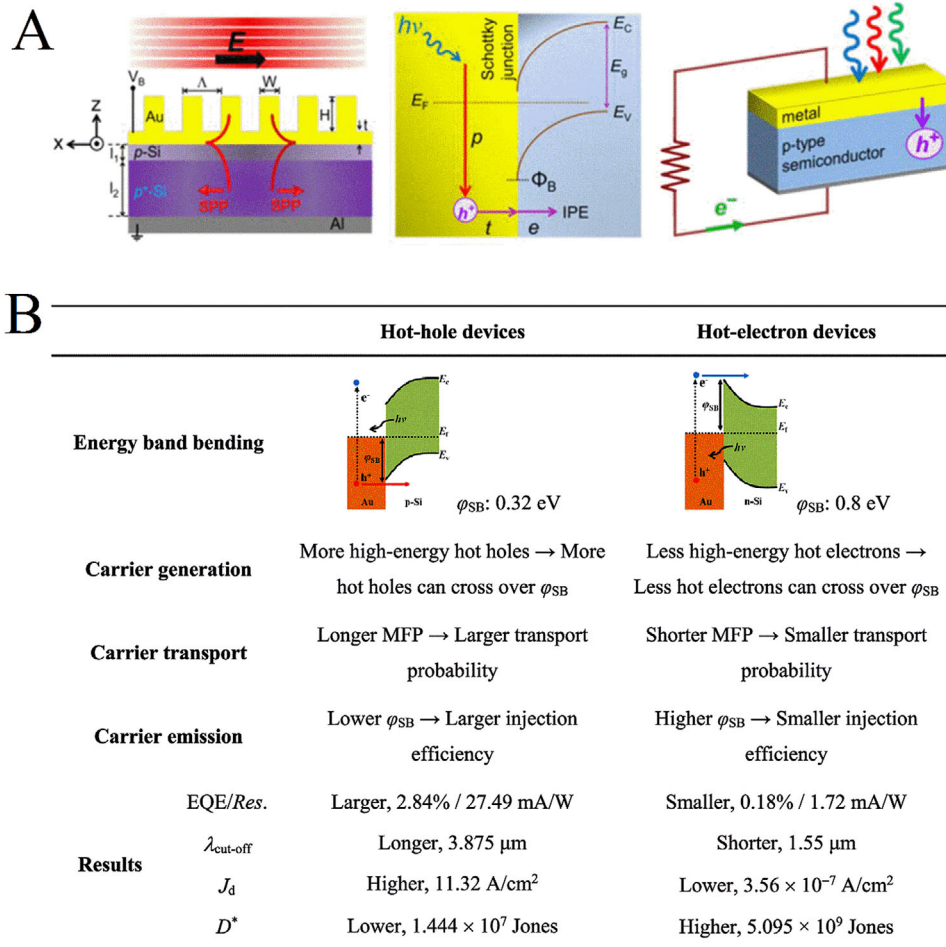 A
E
V_B
Λ
W
Z
Au
H
t
X
l₁
p-Si
l₂
p⁺-Si
SPP
SPP
Al
hν
Schottky
junction
E_C
E_g
E_F
E_V
p
Φ_B
h⁺
IPE
t
e
metal
p-type
semiconductor
h⁺
e⁻
B
Hot-hole devices
Hot-electron devices
Energy band bending
e⁻
E_c
hν
E_f
φ_SB
E_v
h⁺
Au
p-Si
φ_SB: 0.32 eV
e⁻
φ_SB
E_c
E_f
hν
h⁺
E_v
Au
n-Si
φ_SB: 0.8 eV
Carrier generation
More high-energy hot holes → More
hot holes can cross over φ_SB
Less high-energy hot electrons →
Less hot electrons can cross over φ_SB
Carrier transport
Longer MFP → Larger transport
probability
Shorter MFP → Smaller transport
probability
Carrier emission
Lower φ_SB → Larger injection
efficiency
Higher φ_SB → Smaller injection
efficiency
Results
EQE/Res.
Larger, 2.84% / 27.49 mA/W
Smaller, 0.18% / 1.72 mA/W
λ_cut-off
Longer, 3.875 μm
Shorter, 1.55 μm
J_d
Higher, 11.32 A/cm²
Lower, 3.56 × 10⁻⁷ A/cm²
D*
Lower, 1.444 × 10⁷ Jones
Higher, 5.095 × 10⁹ Jones